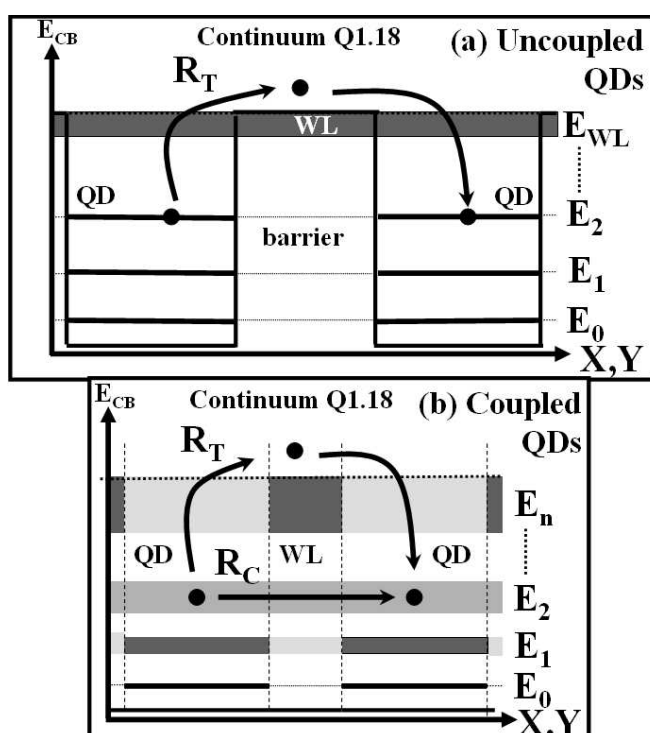 E_CB Continuum Q1.18 (a) Uncoupled
R_T QDs
WL E_WL
QD QD E_2
barrier
E_1
E_0
X,Y
E_CB Continuum Q1.18 (b) Coupled
R_T QDs
E_n
QD R_C WL QD
E_2
E_1
E_0
X,Y